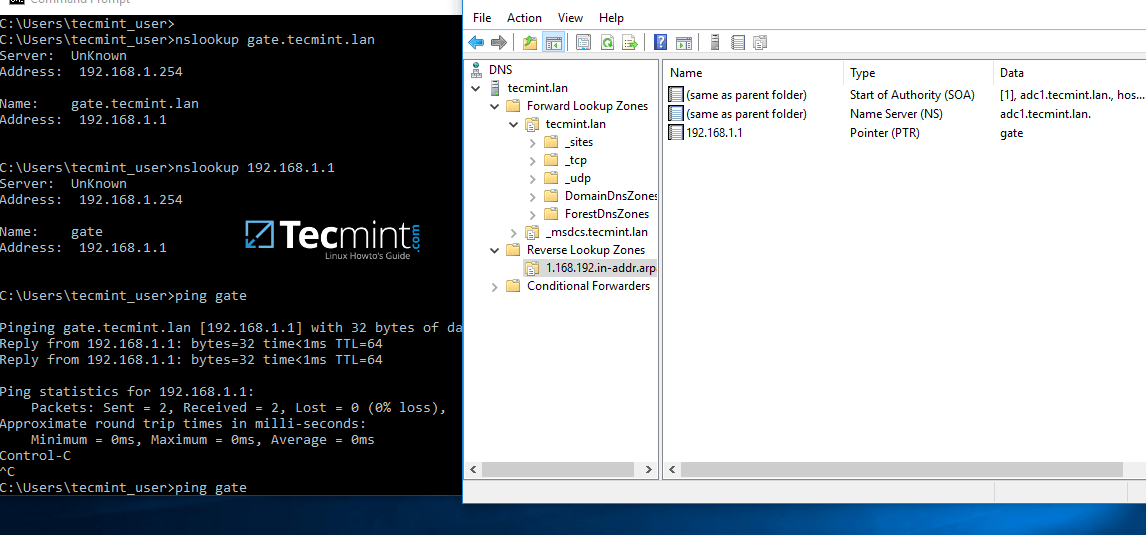 Command Prompt
C:\Users\tecmint_user>
C:\Users\tecmint_user>nslookup gate.tecmint.lan
Server:  UnKnown
Address:  192.168.1.254
Name:    gate.tecmint.lan
Address:  192.168.1.1
C:\Users\tecmint_user>nslookup 192.168.1.1
Server:  UnKnown
Address:  192.168.1.254
Name:    gate
Address:  192.168.1.1
Tecmint.com
Linux Howto's Guide
C:\Users\tecmint_user>ping gate
Pinging gate.tecmint.lan [192.168.1.1] with 32 bytes of da
Reply from 192.168.1.1: bytes=32 time<1ms TTL=64
Reply from 192.168.1.1: bytes=32 time<1ms TTL=64
Ping statistics for 192.168.1.1:
    Packets: Sent = 2, Received = 2, Lost = 0 (0% loss),
Approximate round trip times in milli-seconds:
    Minimum = 0ms, Maximum = 0ms, Average = 0ms
Control-C
^C
C:\Users\tecmint_user>ping gate
File Action View Help
DNS
tecmint.lan
Forward Lookup Zones
tecmint.lan
_sites
_tcp
_udp
DomainDnsZones
ForestDnsZones
_msdcs.tecmint.lan
Reverse Lookup Zones
1.168.192.in-addr.arp
Conditional Forwarders
Name Type Data
(same as parent folder) Start of Authority (SOA) [1], adc1.tecmint.lan., hos...
(same as parent folder) Name Server (NS) adc1.tecmint.lan.
192.168.1.1 Pointer (PTR) gate